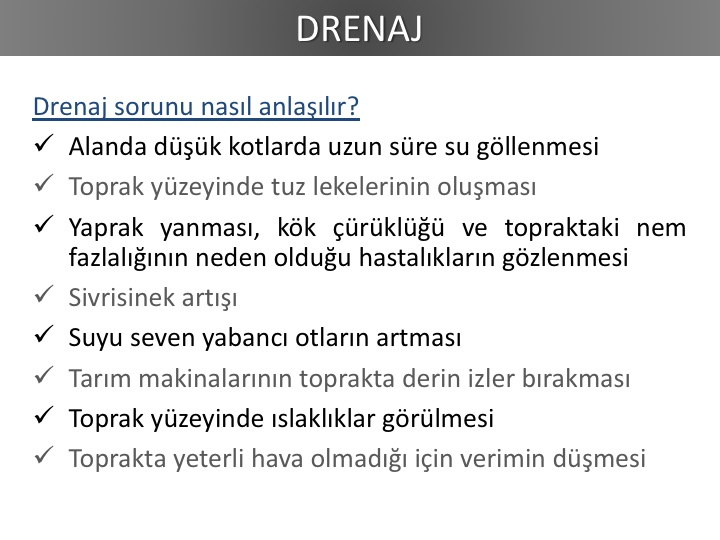 DRENAJ
Drenaj sorunu nasıl anlaşılır?
✓ Alanda düşük kotlarda uzun süre su göllenmesi
✓ Toprak yüzeyinde tuz lekelerinin oluşması
✓ Yaprak yanması, kök çürüklüğü ve topraktaki nem
fazlalığının neden olduğu hastalıkların gözlenmesi
✓ Sivrisinek artışı
✓ Suyu seven yabancı otların artması
✓ Tarım makinalarının toprakta derin izler bırakması
✓ Toprak yüzeyinde ıslaklıklar görülmesi
✓ Toprakta yeterli hava olmadığı için verimin düşmesi